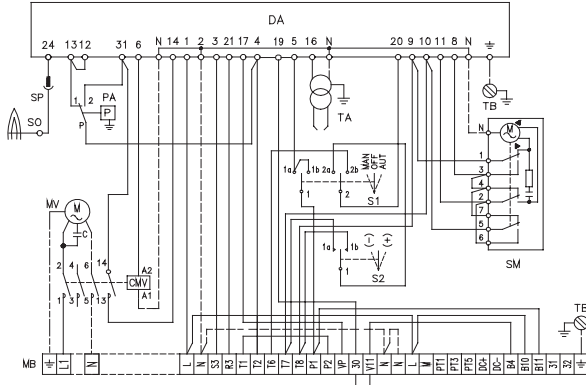 DA
24 13 12 31 6 N 14 1 2 3 21 17 4 19 5 16 N 20 9 10 11 8 N
SP
SO
1 2 PA
P
P
TA
TB
N M
1
3
4
2
7
5
6
SM
1a 1b 2a 2b MAN OFF AUT
1 2 S1
(-) (+)
1a 1b
1 S2
MV M
C
2 4 6 14
A2
CMV
A1
1 3 5 13
TB
MB L1 N L N S3 R3 T1 T2 T6 T7 T8 P1 P2 VP 30 V11 N N L M PT1 PT3 PT5 DC+ DC- B4 B10 B11 31 32